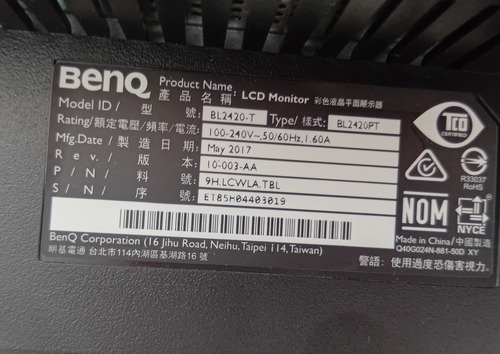 BenQ
Product Name
產品名稱: LCD Monitor 彩色液晶平面顯示器
Model ID/型號: BL2420-T Type/樣式: BL2420PT
Rating/額定電壓/頻率/電流: 100-240V~,50/60Hz,1.60A
Mfg.Date/製造日期: May 2017
Rev./版本: 10-003-AA
P/N/料號: 9H.LCWLA.TBL
S/N/序號: ET85H04403019
BenQ Corporation (16 Jihu Road, Neihu, Taipei 114, Taiwan)
明基電通 台北市114內湖區基湖路16號
TCO
CERTIFIED
R33037
RoHS
NOM
NYCE
Made in China/中國製造
Q40G024N-881-50D XY
警語: 使用過度恐傷害視力。